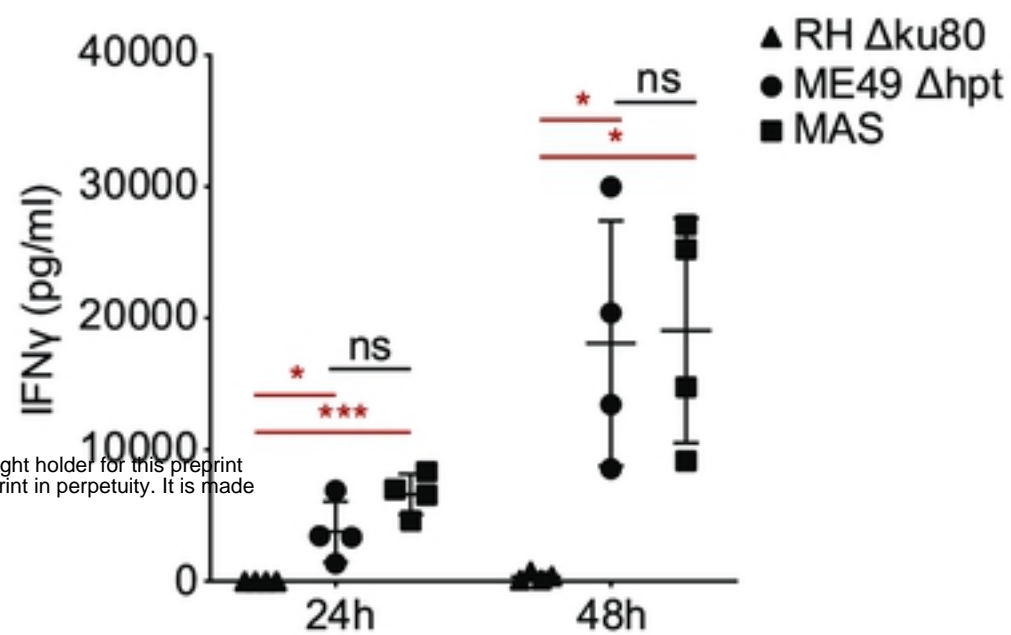 40000
30000
20000
10000
0
IFNγ (pg/ml)
24h
48h
*
ns
***
*
ns
*
RH Δku80
ME49 Δhpt
MAS
ght holder for this preprint
rint in perpetuity. It is made